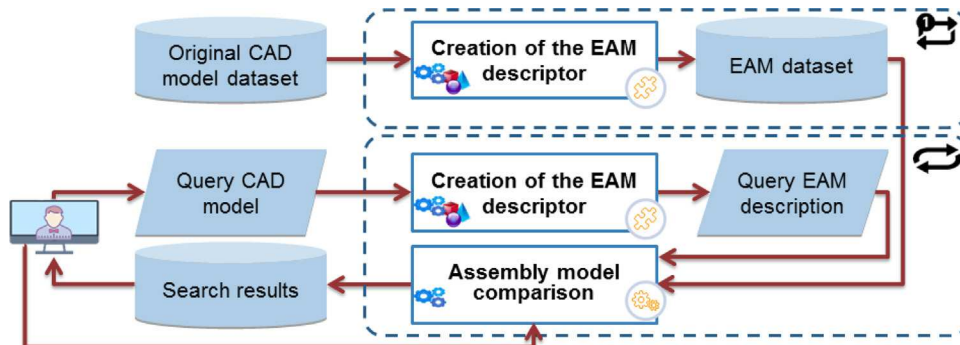 Original CAD
model dataset
Creation of the EAM
descriptor
EAM dataset
1
Query CAD
model
Creation of the EAM
descriptor
Query EAM
description
Search results
Assembly model
comparison